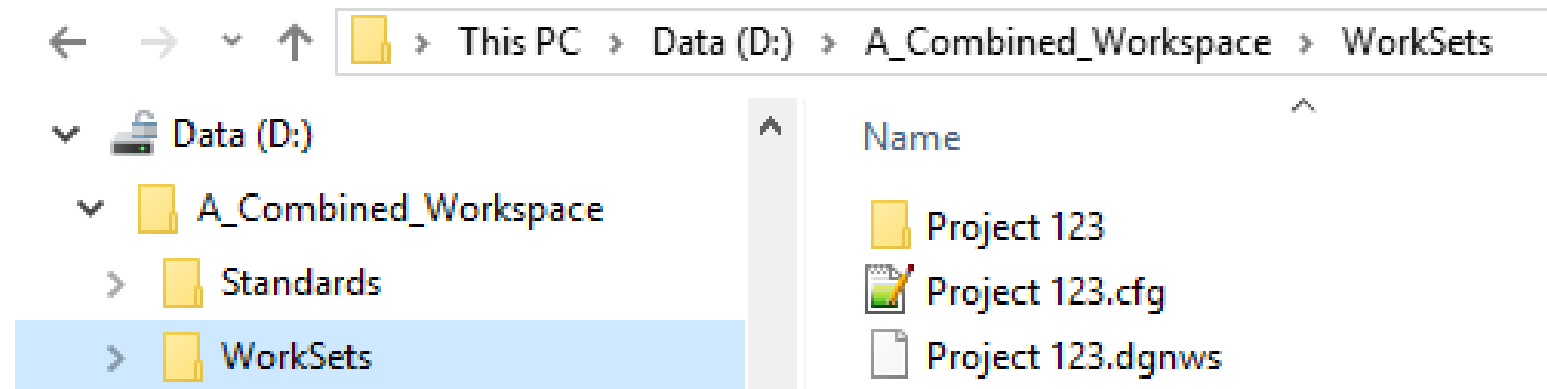 This PC > Data (D:) > A_Combined_Workspace > WorkSets
Data (D:)
A_Combined_Workspace
Standards
WorkSets
Name
Project 123
Project 123.cfg
Project 123.dgnws